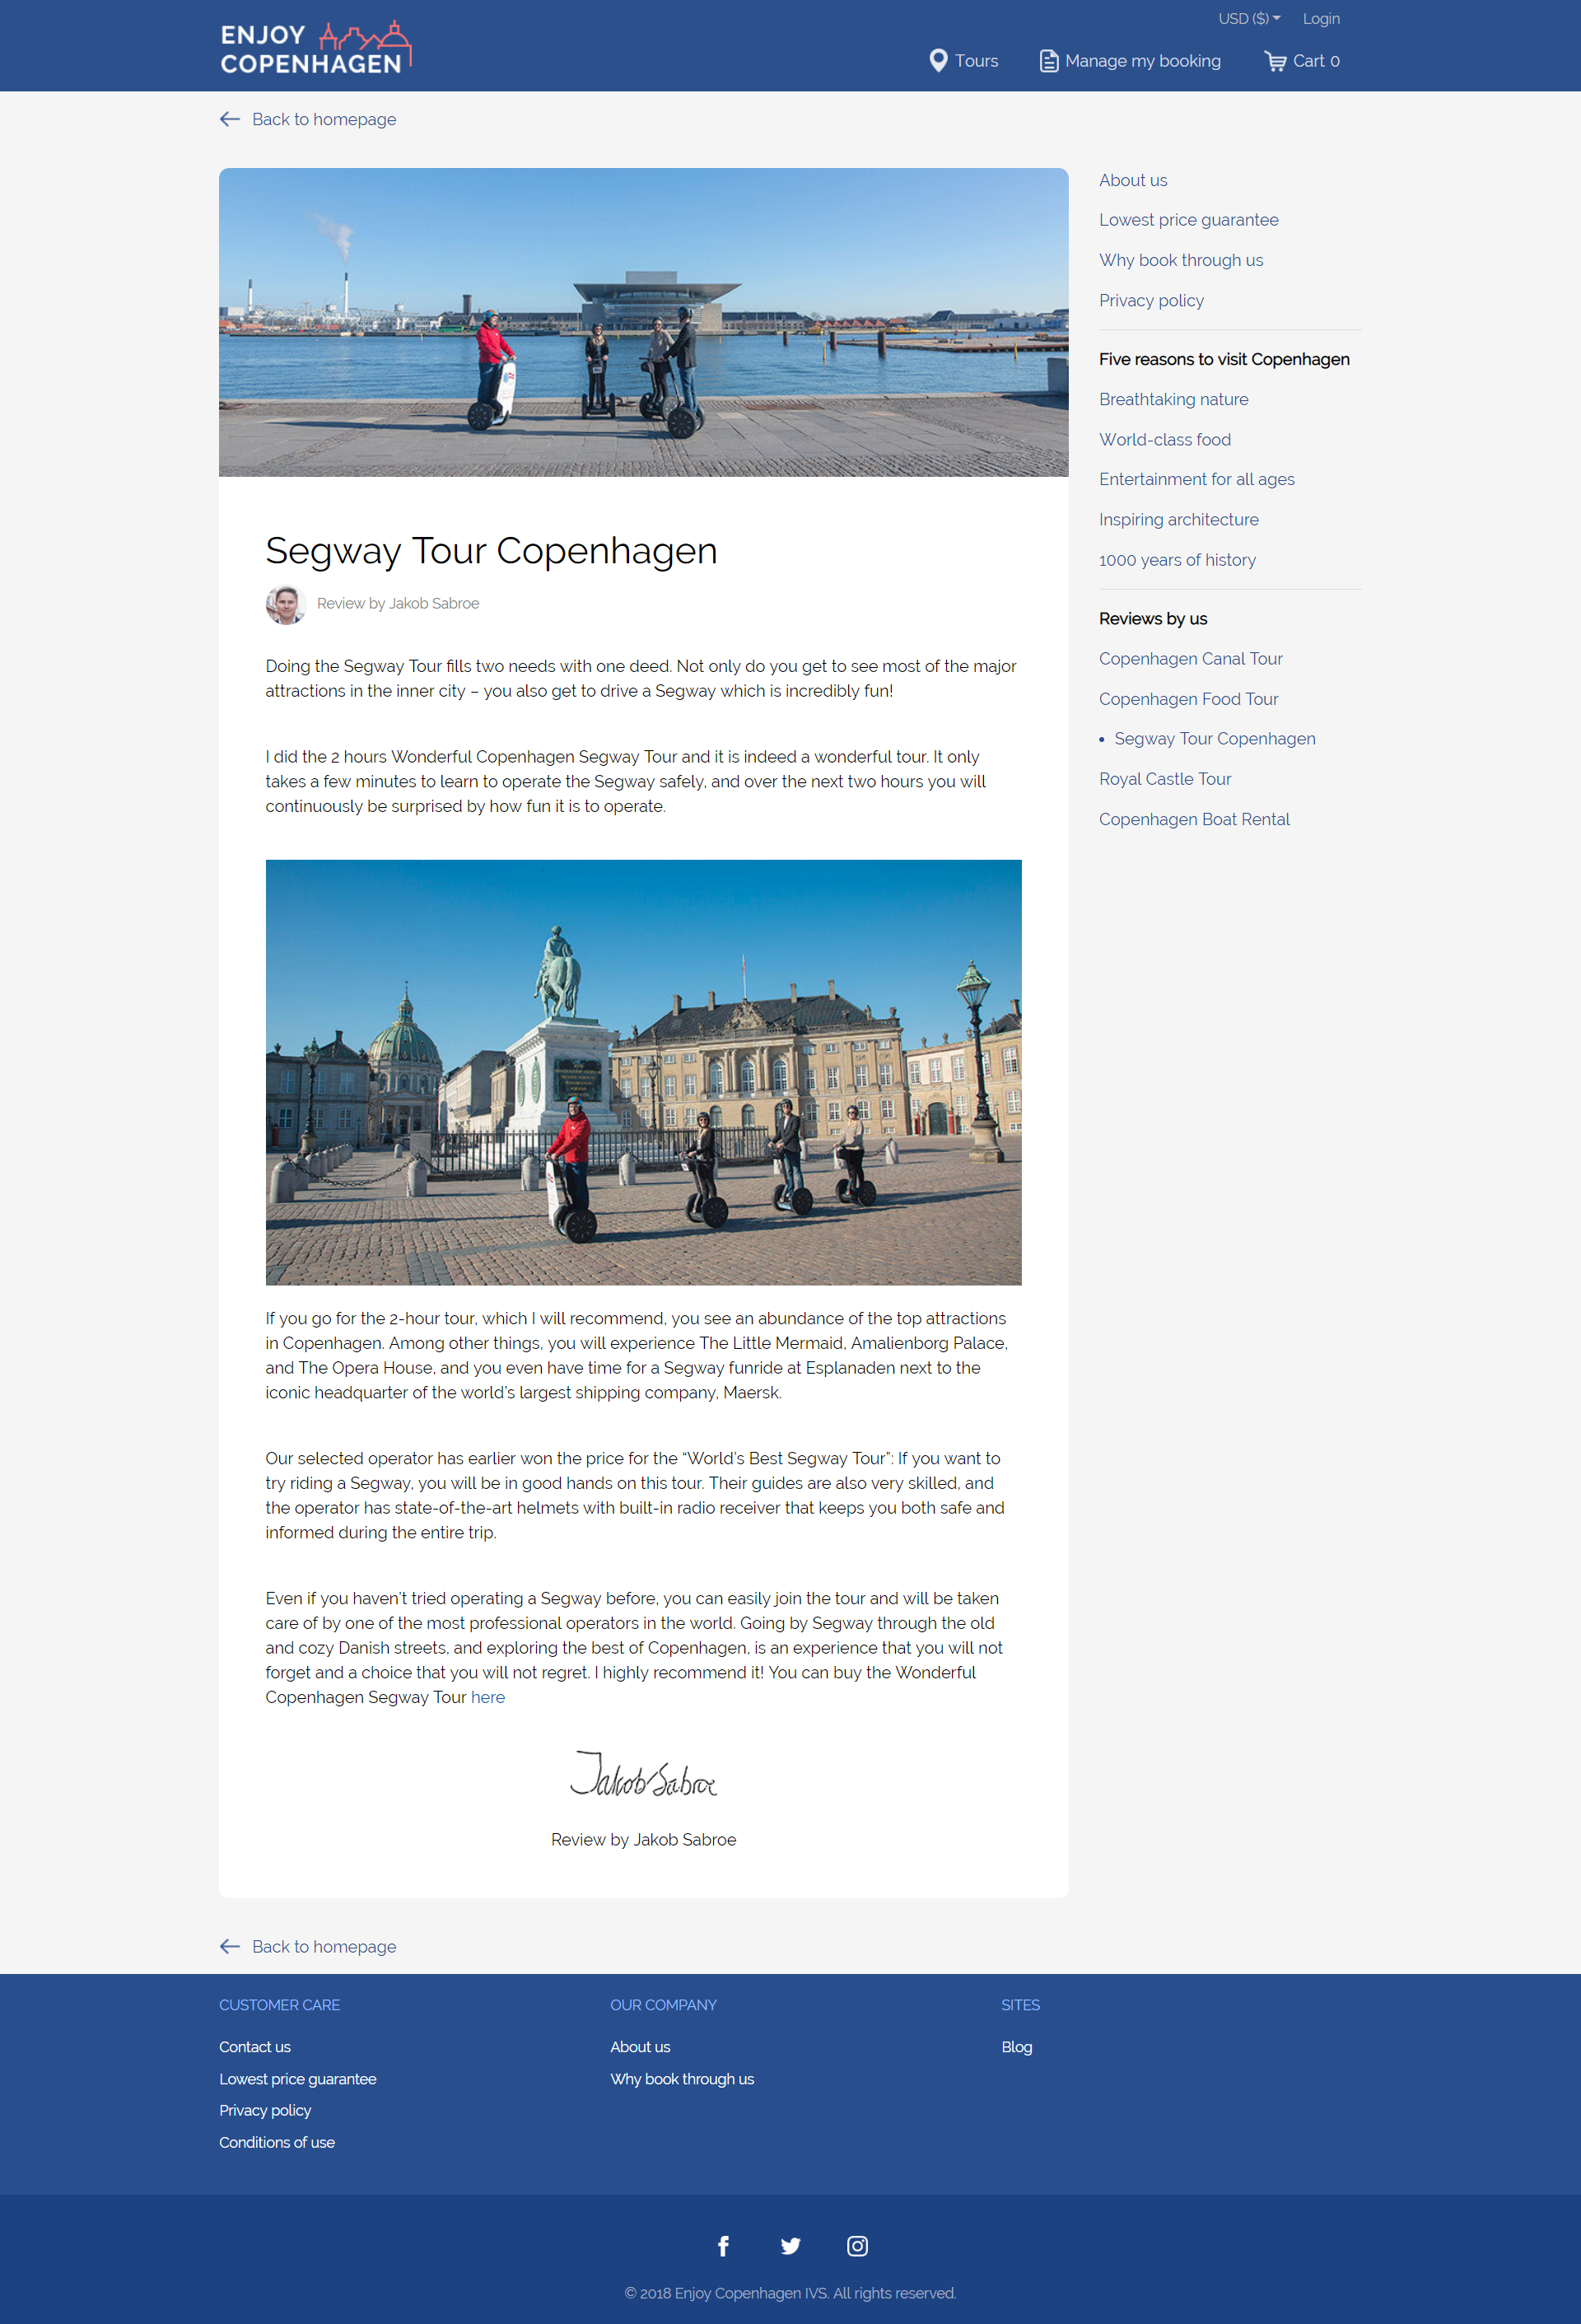 ENJOY
COPENHAGEN
USD ($)
Login
Tours
Manage my booking
Cart 0
Back to homepage
Segway Tour Copenhagen
Review by Jakob Sabroe
Doing the Segway Tour fills two needs with one deed. Not only do you get to see most of the major
attractions in the inner city – you also get to drive a Segway which is incredibly fun!
I did the 2 hours Wonderful Copenhagen Segway Tour and it is indeed a wonderful tour. It only
takes a few minutes to learn to operate the Segway safely, and over the next two hours you will
continuously be surprised by how fun it is to operate.
If you go for the 2-hour tour, which I will recommend, you see an abundance of the top attractions
in Copenhagen. Among other things, you will experience The Little Mermaid, Amalienborg Palace,
and The Opera House, and you even have time for a Segway funride at Esplanaden next to the
iconic headquarter of the world's largest shipping company, Maersk.
Our selected operator has earlier won the price for the “World's Best Segway Tour”: If you want to
try riding a Segway, you will be in good hands on this tour. Their guides are also very skilled, and
the operator has state-of-the-art helmets with built-in radio receiver that keeps you both safe and
informed during the entire trip.
Even if you haven't tried operating a Segway before, you can easily join the tour and will be taken
care of by one of the most professional operators in the world. Going by Segway through the old
and cozy Danish streets, and exploring the best of Copenhagen, is an experience that you will not
forget and a choice that you will not regret. I highly recommend it! You can buy the Wonderful
Copenhagen Segway Tour here
Jakob Sabroe
Review by Jakob Sabroe
About us
Lowest price guarantee
Why book through us
Privacy policy
Five reasons to visit Copenhagen
Breathtaking nature
World-class food
Entertainment for all ages
Inspiring architecture
1000 years of history
Reviews by us
Copenhagen Canal Tour
Copenhagen Food Tour
• Segway Tour Copenhagen
Royal Castle Tour
Copenhagen Boat Rental
Back to homepage
CUSTOMER CARE
Contact us
Lowest price guarantee
Privacy policy
Conditions of use
OUR COMPANY
About us
Why book through us
SITES
Blog
© 2018 Enjoy Copenhagen IVS. All rights reserved.